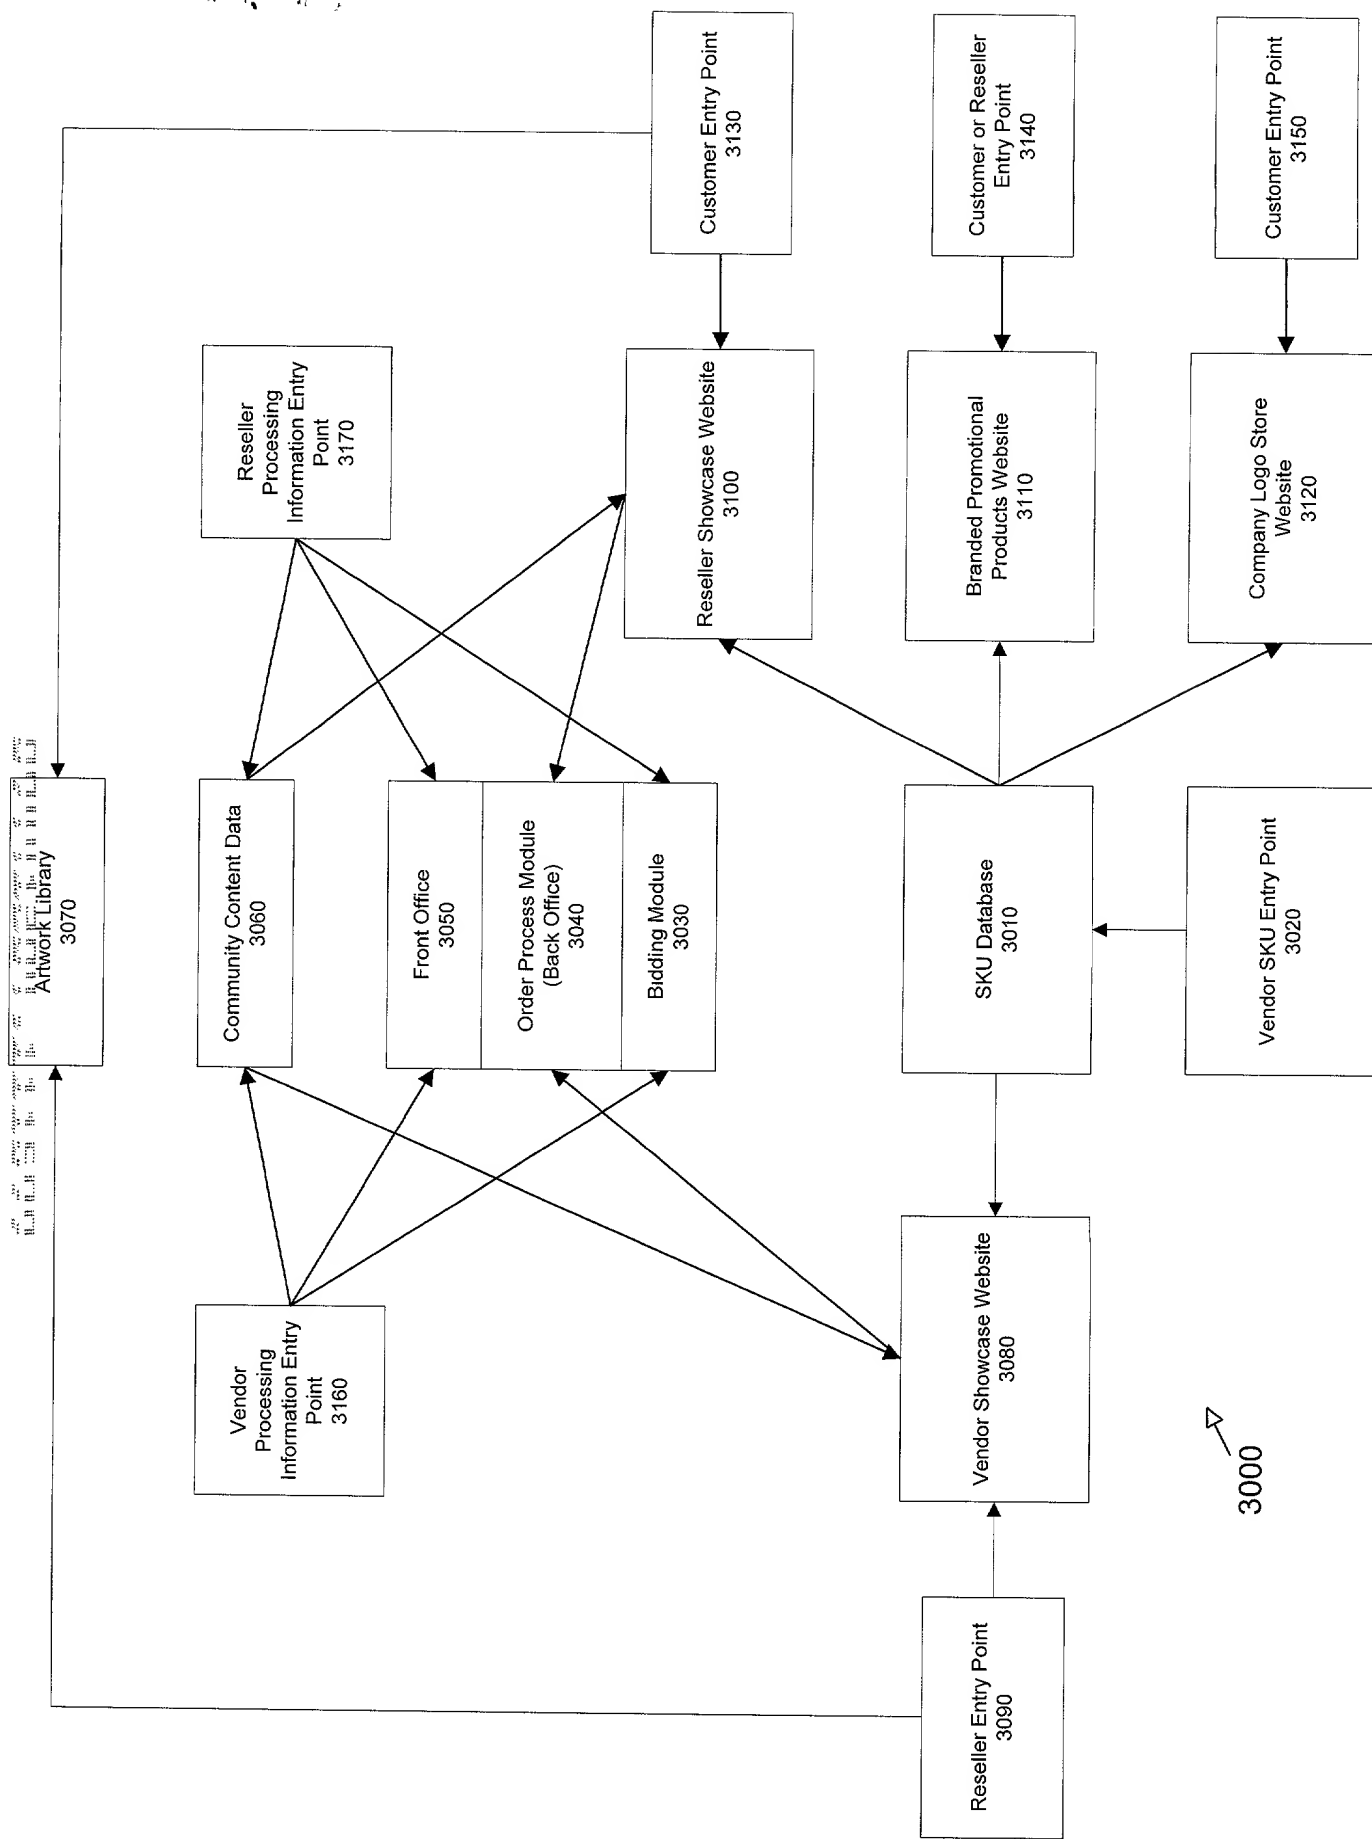 Artwork Library
3070
Vendor
Processing
Information Entry
Point
3160
Community Content Data
3060
Reseller
Processing
Information Entry
Point
3170
Front Office
3050
Order Process Module
(Back Office)
3040
Bidding Module
3030
Reseller Showcase Website
3100
Customer Entry Point
3130
Reseller Entry Point
3090
Vendor Showcase Website
3080
SKU Database
3010
Branded Promotional
Products Website
3110
Customer or Reseller
Entry Point
3140
3000
Vendor SKU Entry Point
3020
Company Logo Store
Website
3120
Customer Entry Point
3150